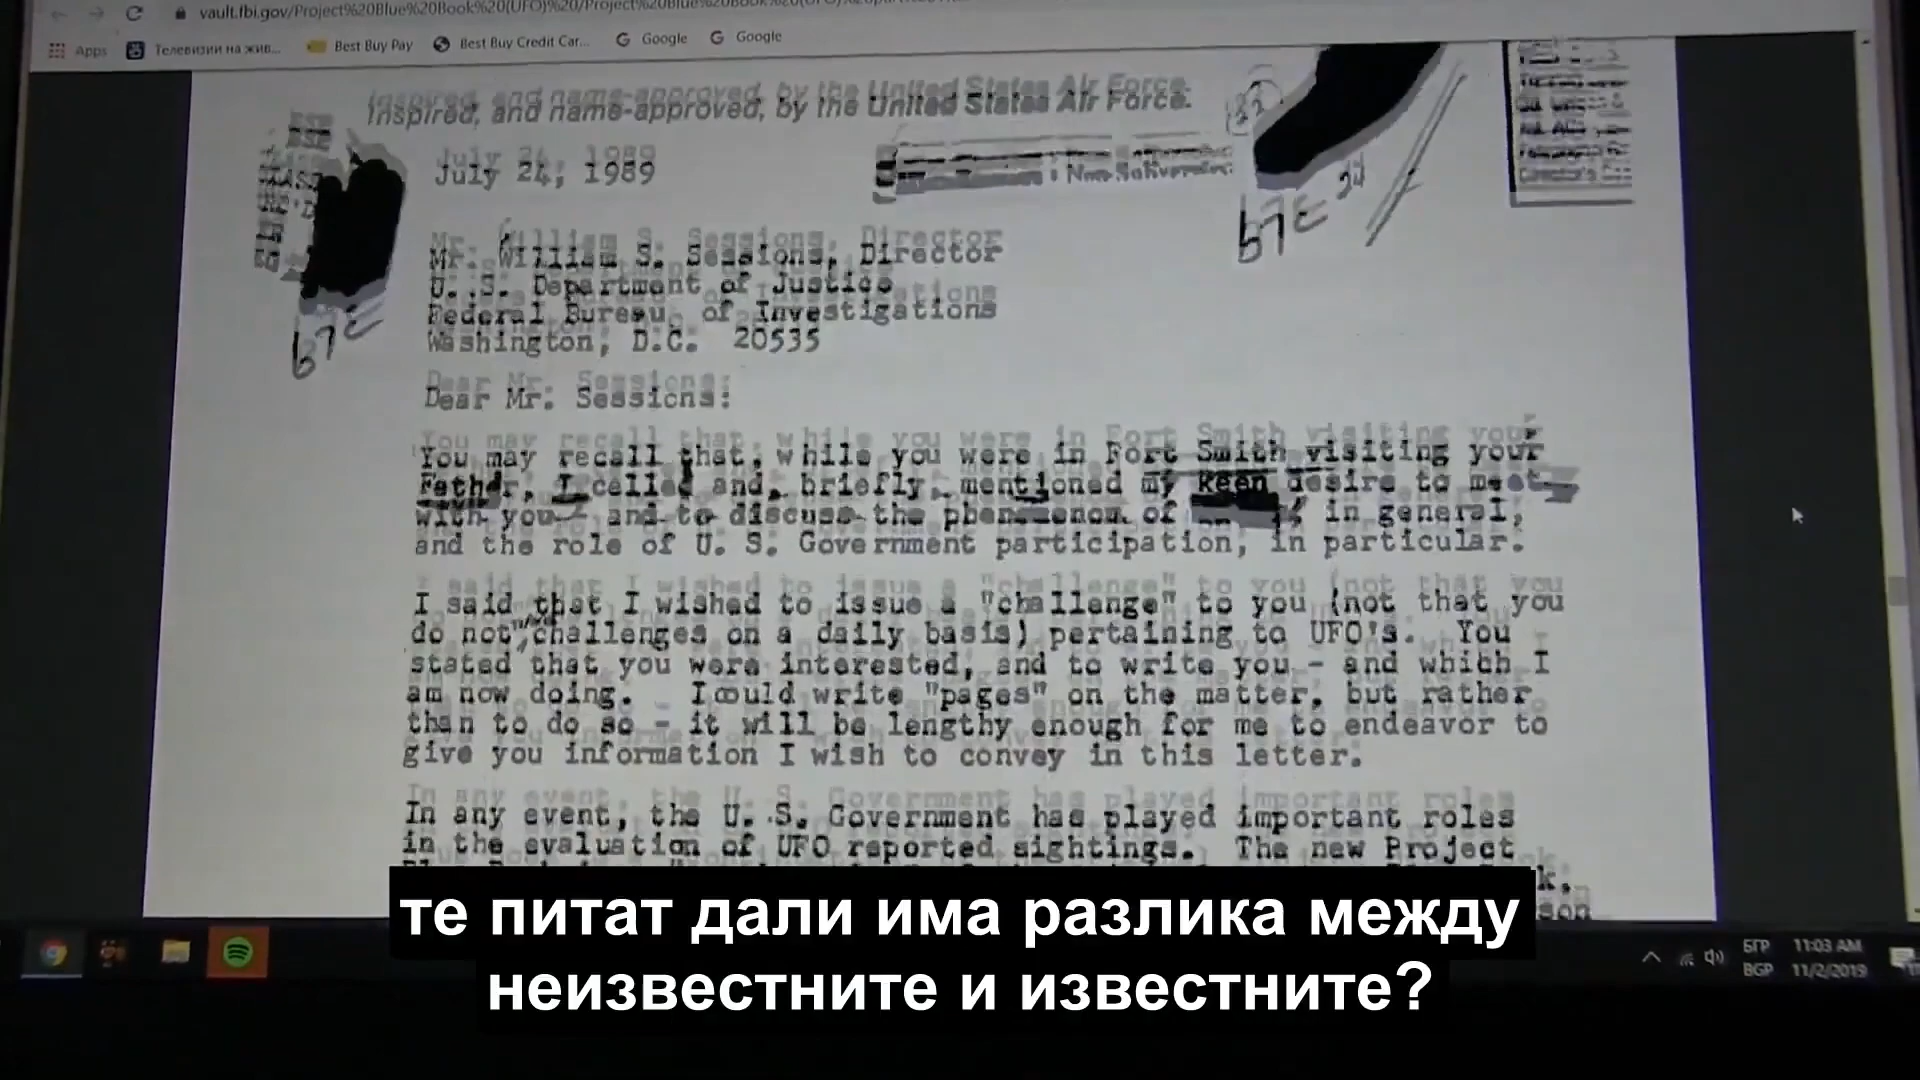 vault.fbi.gov/Project%20Blue%20Book%20(UFO)%20/Project%20Blue%20Book%20(UFO)%20part
Apps Телевизии на жив... Best Buy Pay Best Buy Credit Car... Google Google
Inspired, and name-approved, by the United States Air Force.
July 24, 1989
b7c
b7c
Mr. William S. Sessions, Director
U. S. Department of Justice
Federal Bureau of Investigations
Washington, D.C. 20535
Dear Mr. Sessions:
You may recall that, while you were in Fort Smith visiting your
Father, I called and, briefly, mentioned my keen desire to meet
with you - and to discuss the phenomenon of in general,
and the role of U. S. Government participation, in particular.
I said that I wished to issue a "challenge" to you (not that you
do not challenges on a daily basis) pertaining to UFO's. You
stated that you were interested, and to write you - and which I
am now doing. I could write "pages" on the matter, but rather
than to do so - it will be lengthy enough for me to endeavor to
give you information I wish to convey in this letter.
In any event, the U. S. Government has played important roles
in the evaluation of UFO reported sightings. The new Project
те питат дали има разлика между
неизвестните и известните?
БГР 11:03 AM
BGP 11/2/2019